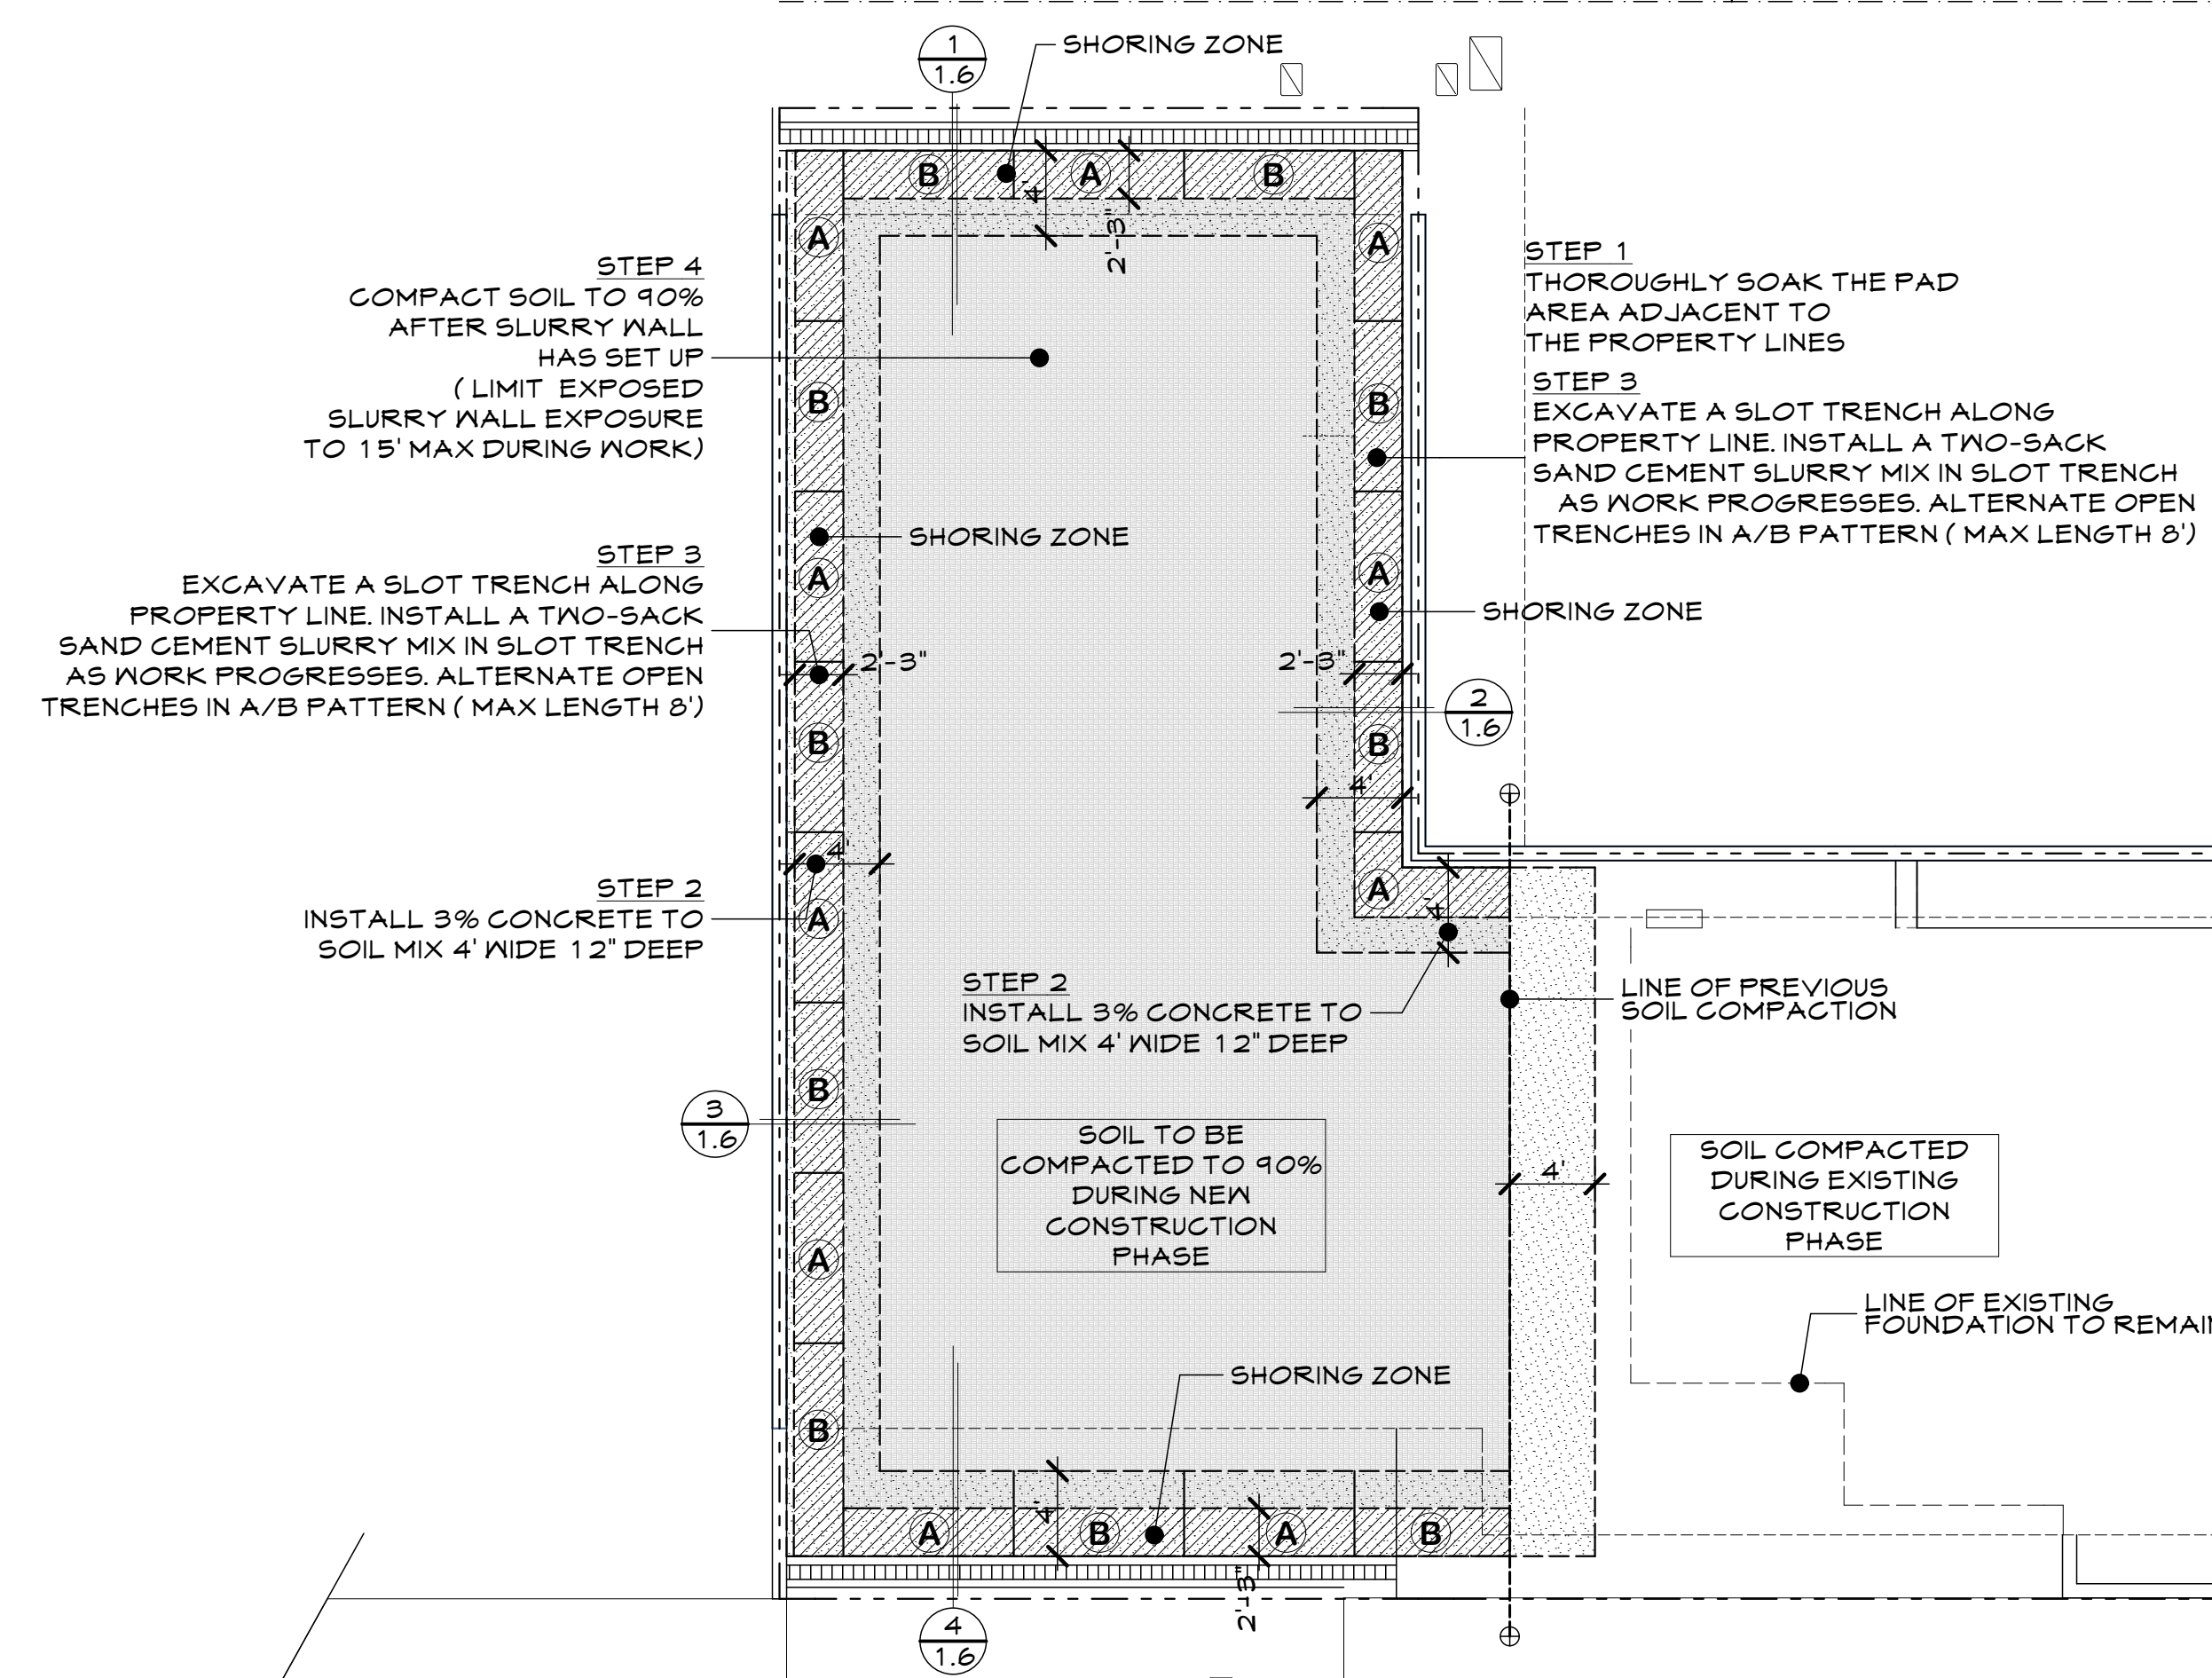 1
1.6
SHORING ZONE
B
A
B
4'
2'-3"
A
A
STEP 4
COMPACT SOIL TO 90%
AFTER SLURRY WALL
HAS SET UP
( LIMIT EXPOSED
SLURRY WALL EXPOSURE
TO 15' MAX DURING WORK)
STEP 1
THOROUGHLY SOAK THE PAD
AREA ADJACENT TO
THE PROPERTY LINES
STEP 3
EXCAVATE A SLOT TRENCH ALONG
PROPERTY LINE. INSTALL A TWO-SACK
SAND CEMENT SLURRY MIX IN SLOT TRENCH
AS WORK PROGRESSES. ALTERNATE OPEN
TRENCHES IN A/B PATTERN ( MAX LENGTH 8')
B
B
SHORING ZONE
A
A
SHORING ZONE
STEP 3
EXCAVATE A SLOT TRENCH ALONG
PROPERTY LINE. INSTALL A TWO-SACK
SAND CEMENT SLURRY MIX IN SLOT TRENCH
AS WORK PROGRESSES. ALTERNATE OPEN
TRENCHES IN A/B PATTERN ( MAX LENGTH 8')
2'-3"
2'-3"
2
1.6
B
B
4'
4'
STEP 2
INSTALL 3% CONCRETE TO
SOIL MIX 4' WIDE 12" DEEP
A
A
4'
STEP 2
INSTALL 3% CONCRETE TO
SOIL MIX 4' WIDE 12" DEEP
LINE OF PREVIOUS
SOIL COMPACTION
B
3
1.6
SOIL TO BE
COMPACTED TO 90%
DURING NEW
CONSTRUCTION
PHASE
4'
SOIL COMPACTED
DURING EXISTING
CONSTRUCTION
PHASE
A
LINE OF EXISTING
FOUNDATION TO REMAIN
SHORING ZONE
B
4'
A
B
A
B
2'-3"
4
1.6